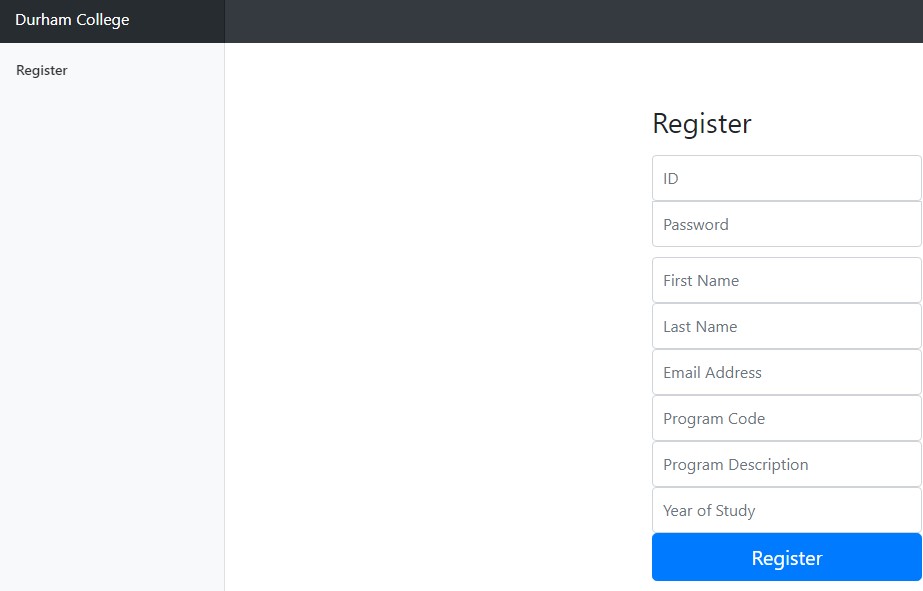 Durham College
Register
Register
ID
Password
First Name
Last Name
Email Address
Program Code
Program Description
Year of Study
Register